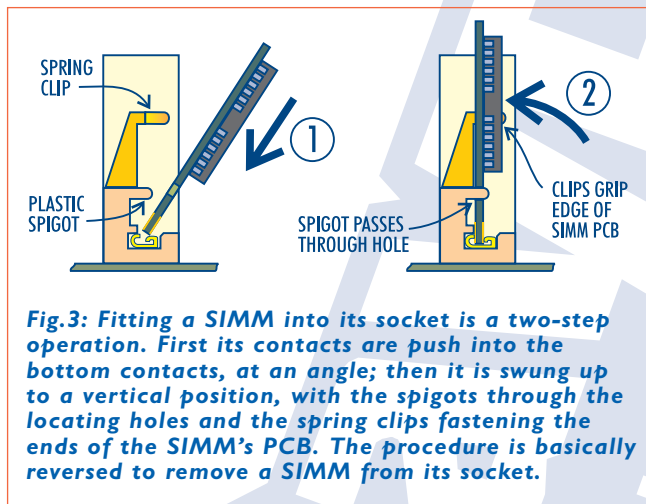 SPRING
CLIP
1
PLASTIC
SPIGOT
2
SPIGOT PASSES
THROUGH HOLE
CLIPS GRIP
EDGE OF
SIMM PCB
Fig.3: Fitting a SIMM into its socket is a two-step
operation. First its contacts are push into the
bottom contacts, at an angle; then it is swung up
to a vertical position, with the spigots through the
locating holes and the spring clips fastening the
ends of the SIMM's PCB. The procedure is basically
reversed to remove a SIMM from its socket.